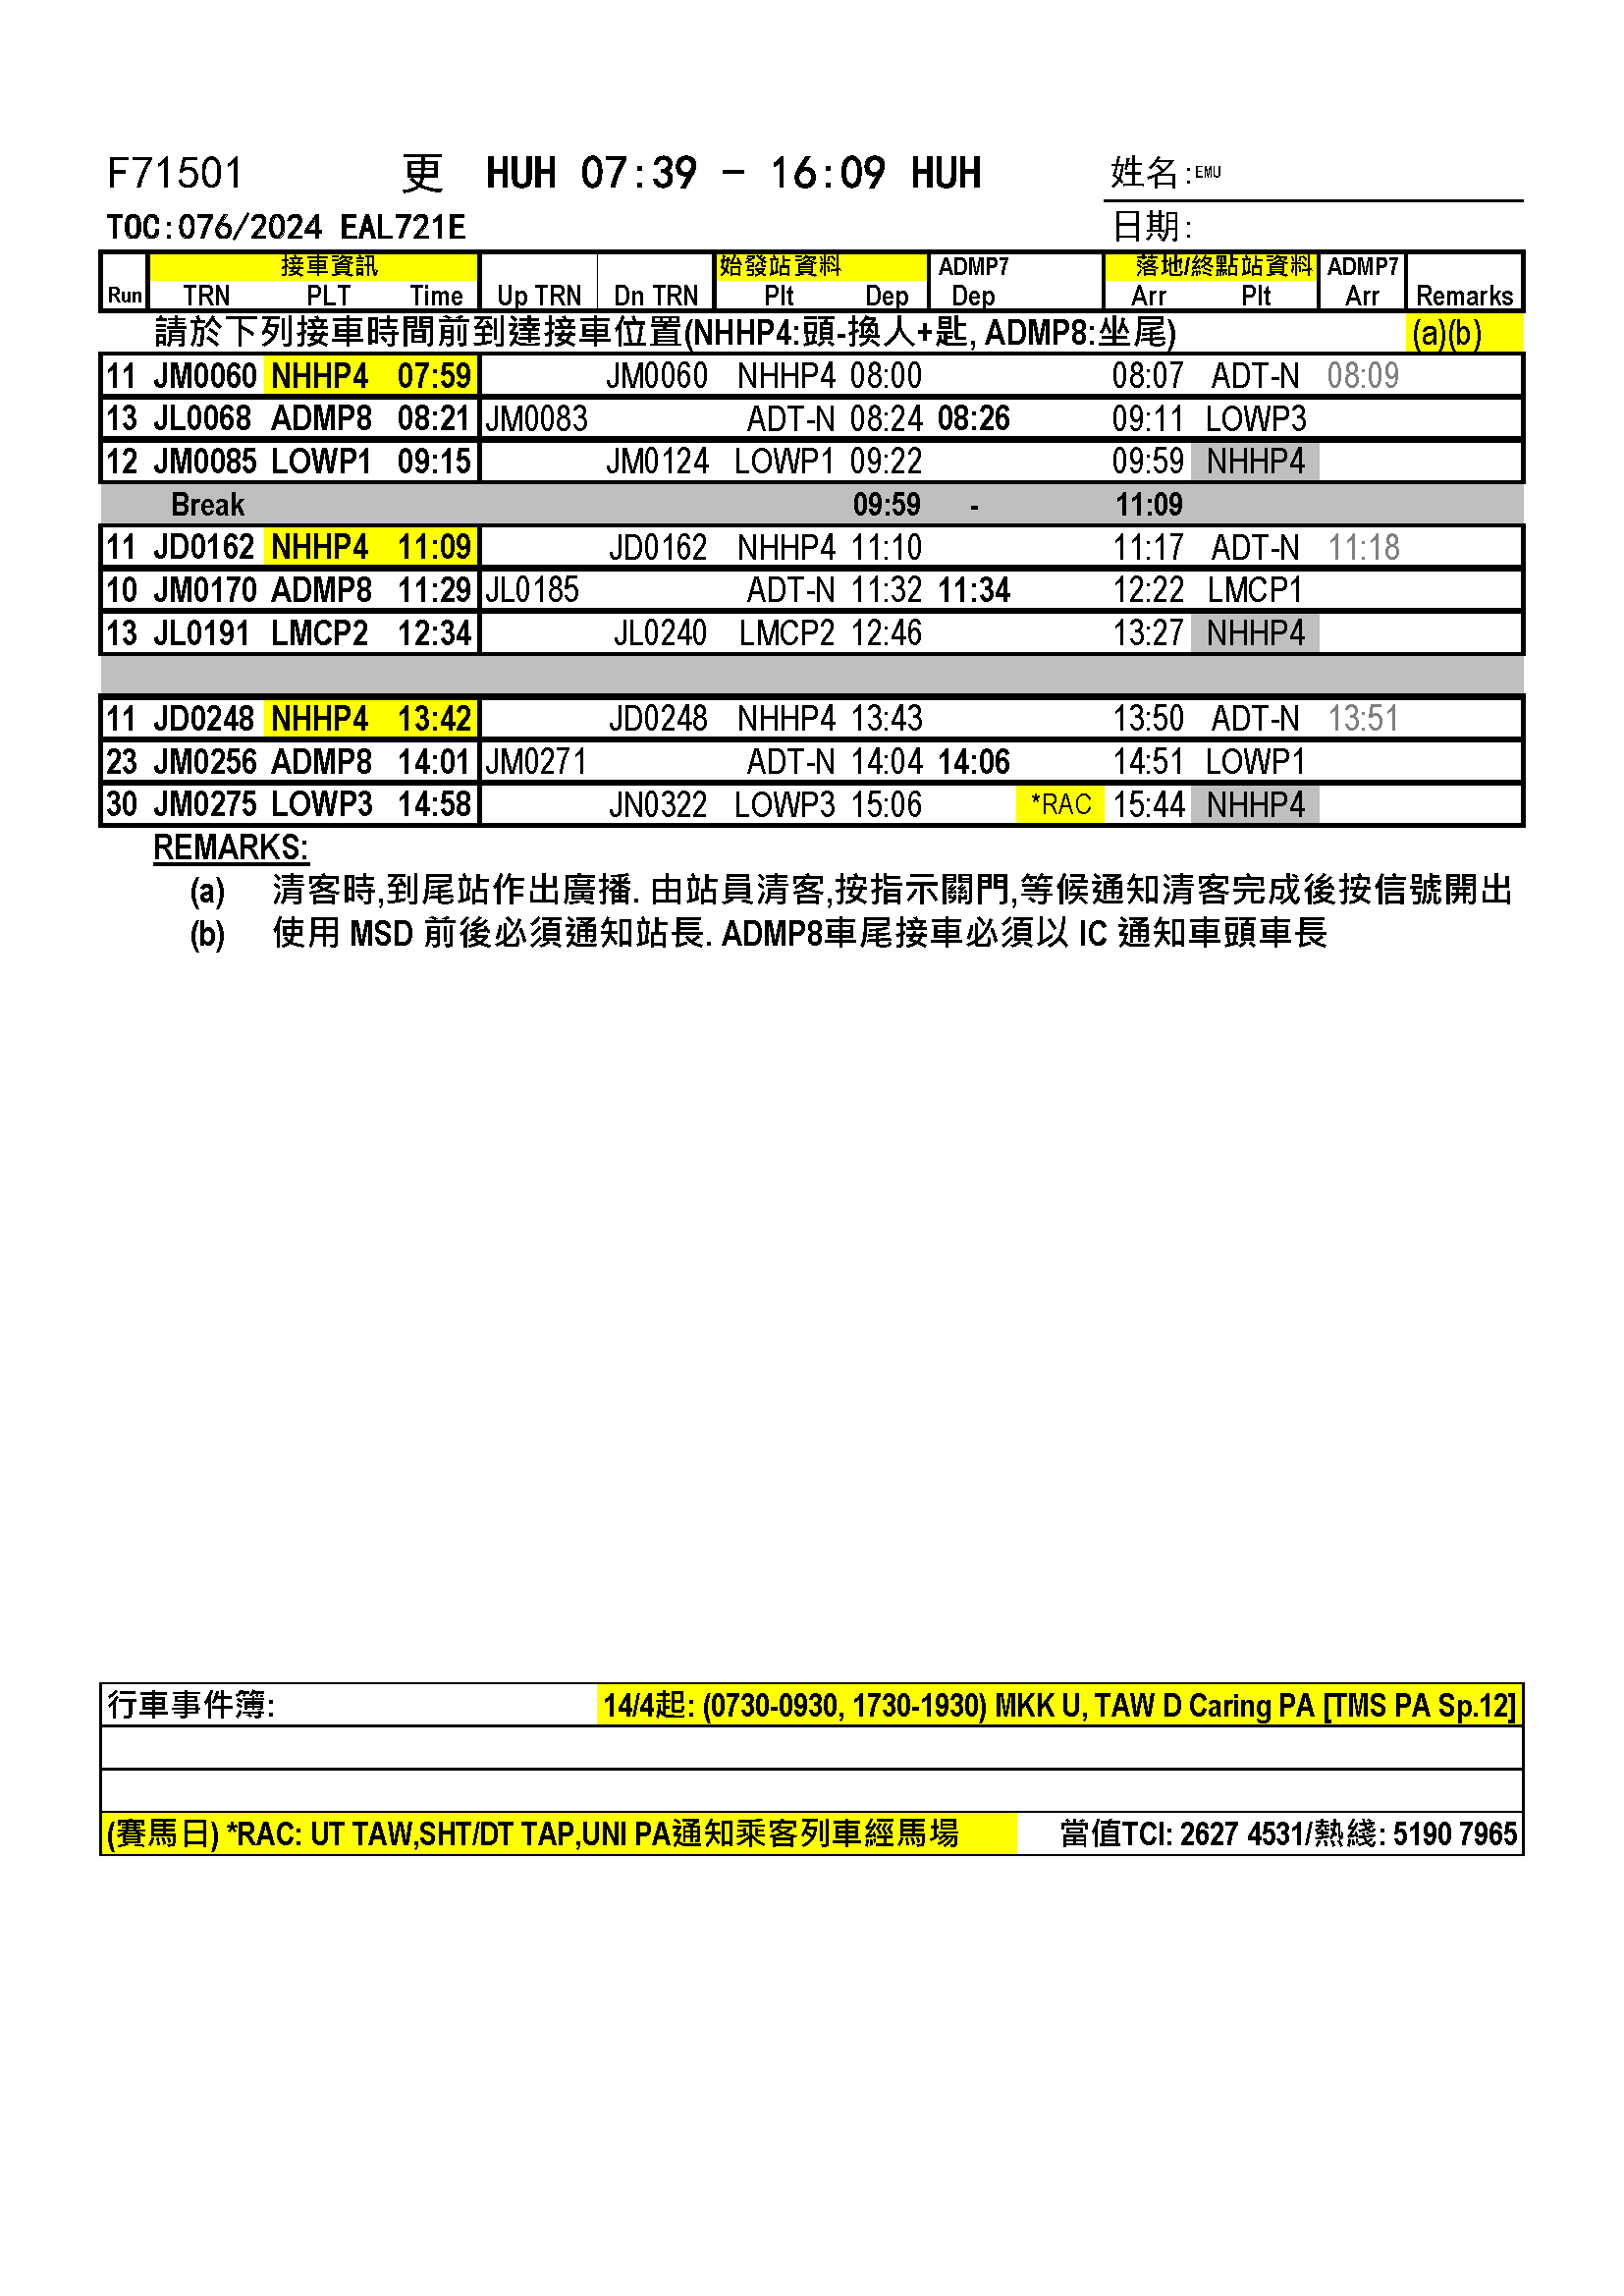 F71501 更 HUH 07:39 - 16:09 HUH 姓名:EMU
TOC:076/2024 EAL721E 日期:
接車資訊 始發站資料 ADMP7 落地/終點站資料 ADMP7
Run TRN PLT Time Up TRN Dn TRN Plt Dep Dep Arr Plt Arr Remarks
請於下列接車時間前到達接車位置(NHHP4:頭-換人+匙, ADMP8:坐尾) (a)(b)
11 JM0060 NHHP4 07:59 JM0060 NHHP4 08:00 08:07 ADT-N 08:09
13 JL0068 ADMP8 08:21 JM0083 ADT-N 08:24 08:26 09:11 LOWP3
12 JM0085 LOWP1 09:15 JM0124 LOWP1 09:22 09:59 NHHP4
Break 09:59 - 11:09
11 JD0162 NHHP4 11:09 JD0162 NHHP4 11:10 11:17 ADT-N 11:18
10 JM0170 ADMP8 11:29 JL0185 ADT-N 11:32 11:34 12:22 LMCP1
13 JL0191 LMCP2 12:34 JL0240 LMCP2 12:46 13:27 NHHP4
11 JD0248 NHHP4 13:42 JD0248 NHHP4 13:43 13:50 ADT-N 13:51
23 JM0256 ADMP8 14:01 JM0271 ADT-N 14:04 14:06 14:51 LOWP1
30 JM0275 LOWP3 14:58 JN0322 LOWP3 15:06 *RAC 15:44 NHHP4
REMARKS:
(a) 清客時,到尾站作出廣播. 由站員清客,按指示關門,等候通知清客完成後按信號開出
(b) 使用 MSD 前後必須通知站長. ADMP8車尾接車必須以 IC 通知車頭車長
行車事件簿: 14/4起: (0730-0930, 1730-1930) MKK U, TAW D Caring PA [TMS PA Sp.12]
(賽馬日) *RAC: UT TAW,SHT/DT TAP,UNI PA通知乘客列車經馬場 當值TCI: 2627 4531/熱綫: 5190 7965